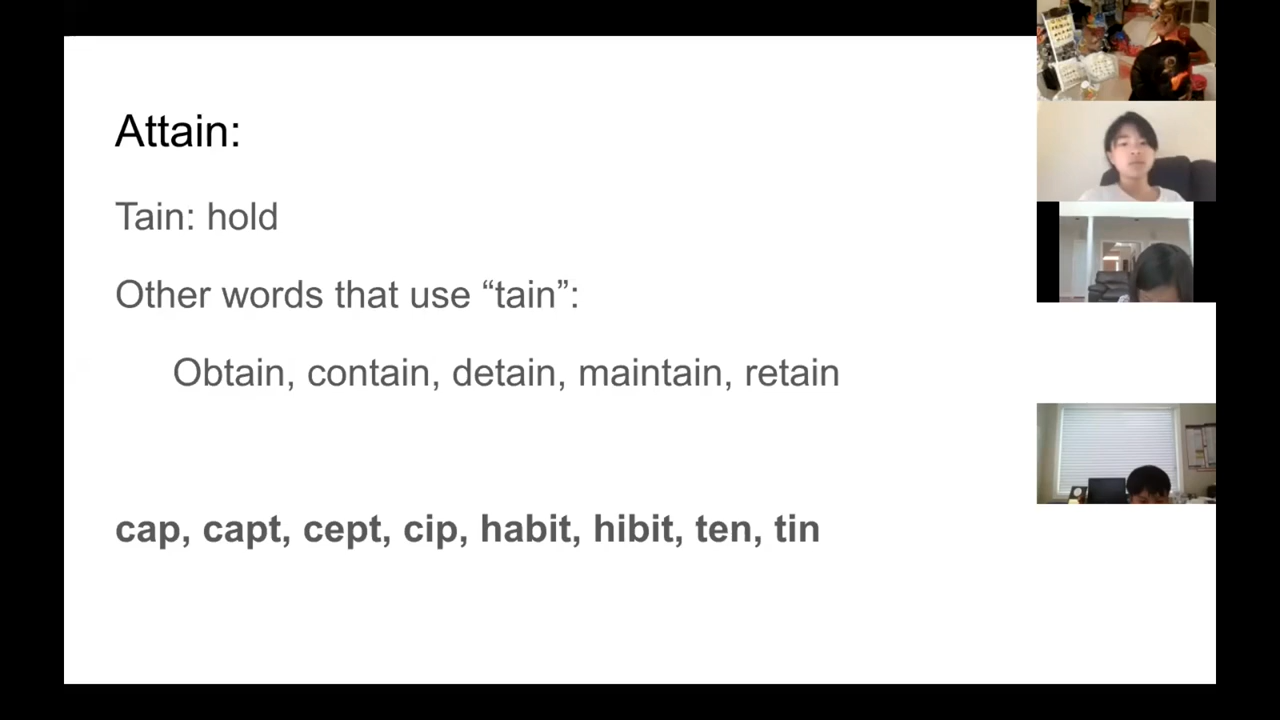 Attain:
Tain: hold
Other words that use “tain”:
Obtain, contain, detain, maintain, retain
cap, capt, cept, cip, habit, hibit, ten, tin